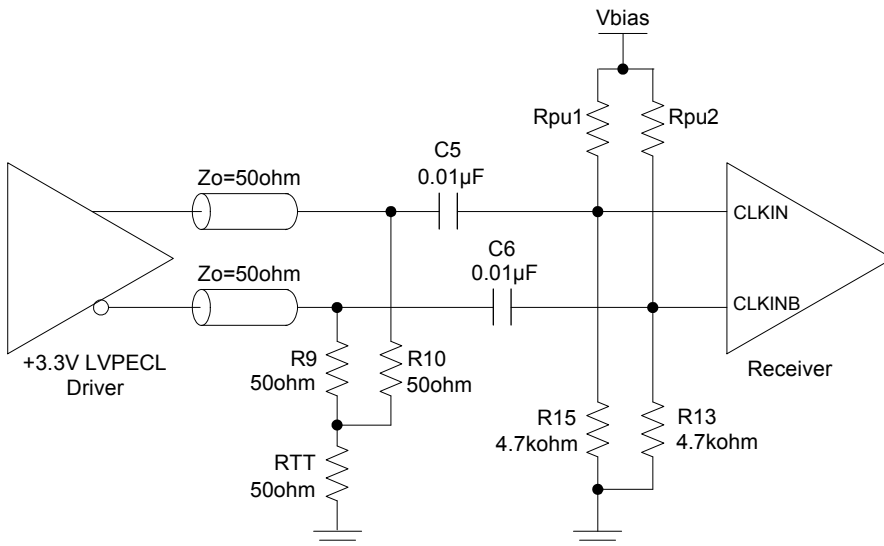 Vbias
Rpu1
Rpu2
C5
0.01µF
Zo=50ohm
CLKIN
C6
0.01µF
Zo=50ohm
CLKINB
+3.3V LVPECL
Driver
R9
50ohm
R10
50ohm
Receiver
R15
4.7kohm
R13
4.7kohm
RTT
50ohm